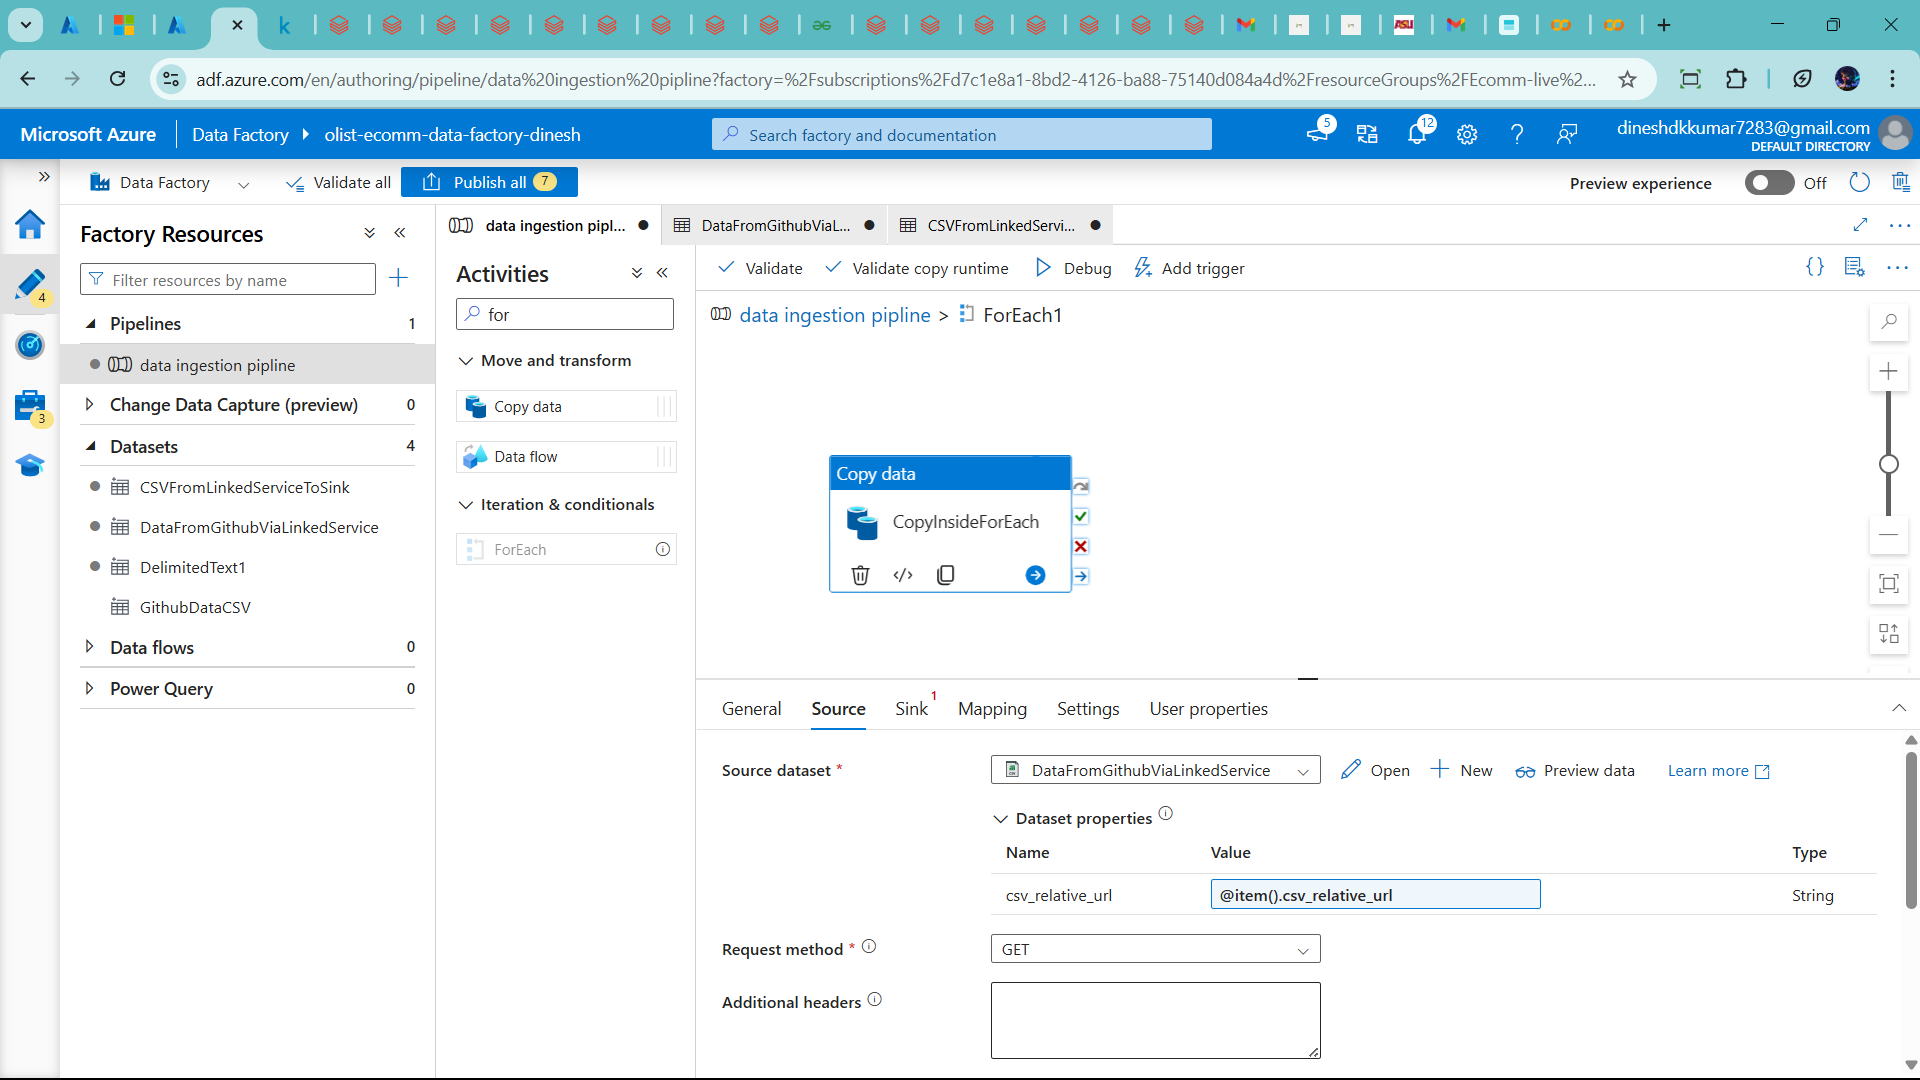 adf.azure.com/en/authoring/pipeline/data%20ingestion%20pipline?factory=%2Fsubscriptions%2Fd7c1e8a1-8bd2-4126-ba88-75140d084a4d%2FresourceGroups%2FEcomm-live%2...
Microsoft Azure
Data Factory
olist-ecomm-data-factory-dinesh
Search factory and documentation
5
12
dineshdkkumar7283@gmail.com
DEFAULT DIRECTORY
Data Factory
Validate all
Publish all 7
Preview experience
Off
4
3
Factory Resources
Filter resources by name
Pipelines 1
data ingestion pipline
Change Data Capture (preview) 0
Datasets 4
CSVFromLinkedServiceToSink
DataFromGithubViaLinkedService
DelimitedText1
GithubDataCSV
Data flows 0
Power Query 0
data ingestion pipl...
DataFromGithubViaL...
CSVFromLinkedServi...
Activities
for
Move and transform
Copy data
Data flow
Iteration & conditionals
ForEach
Validate
Validate copy runtime
Debug
Add trigger
data ingestion pipline > ForEach1
Copy data
CopyInsideForEach
General
Source
Sink 1
Mapping
Settings
User properties
Source dataset *
DataFromGithubViaLinkedService
Open
New
Preview data
Learn more
Dataset properties
Name Value Type
csv_relative_url @item().csv_relative_url String
Request method *
GET
Additional headers